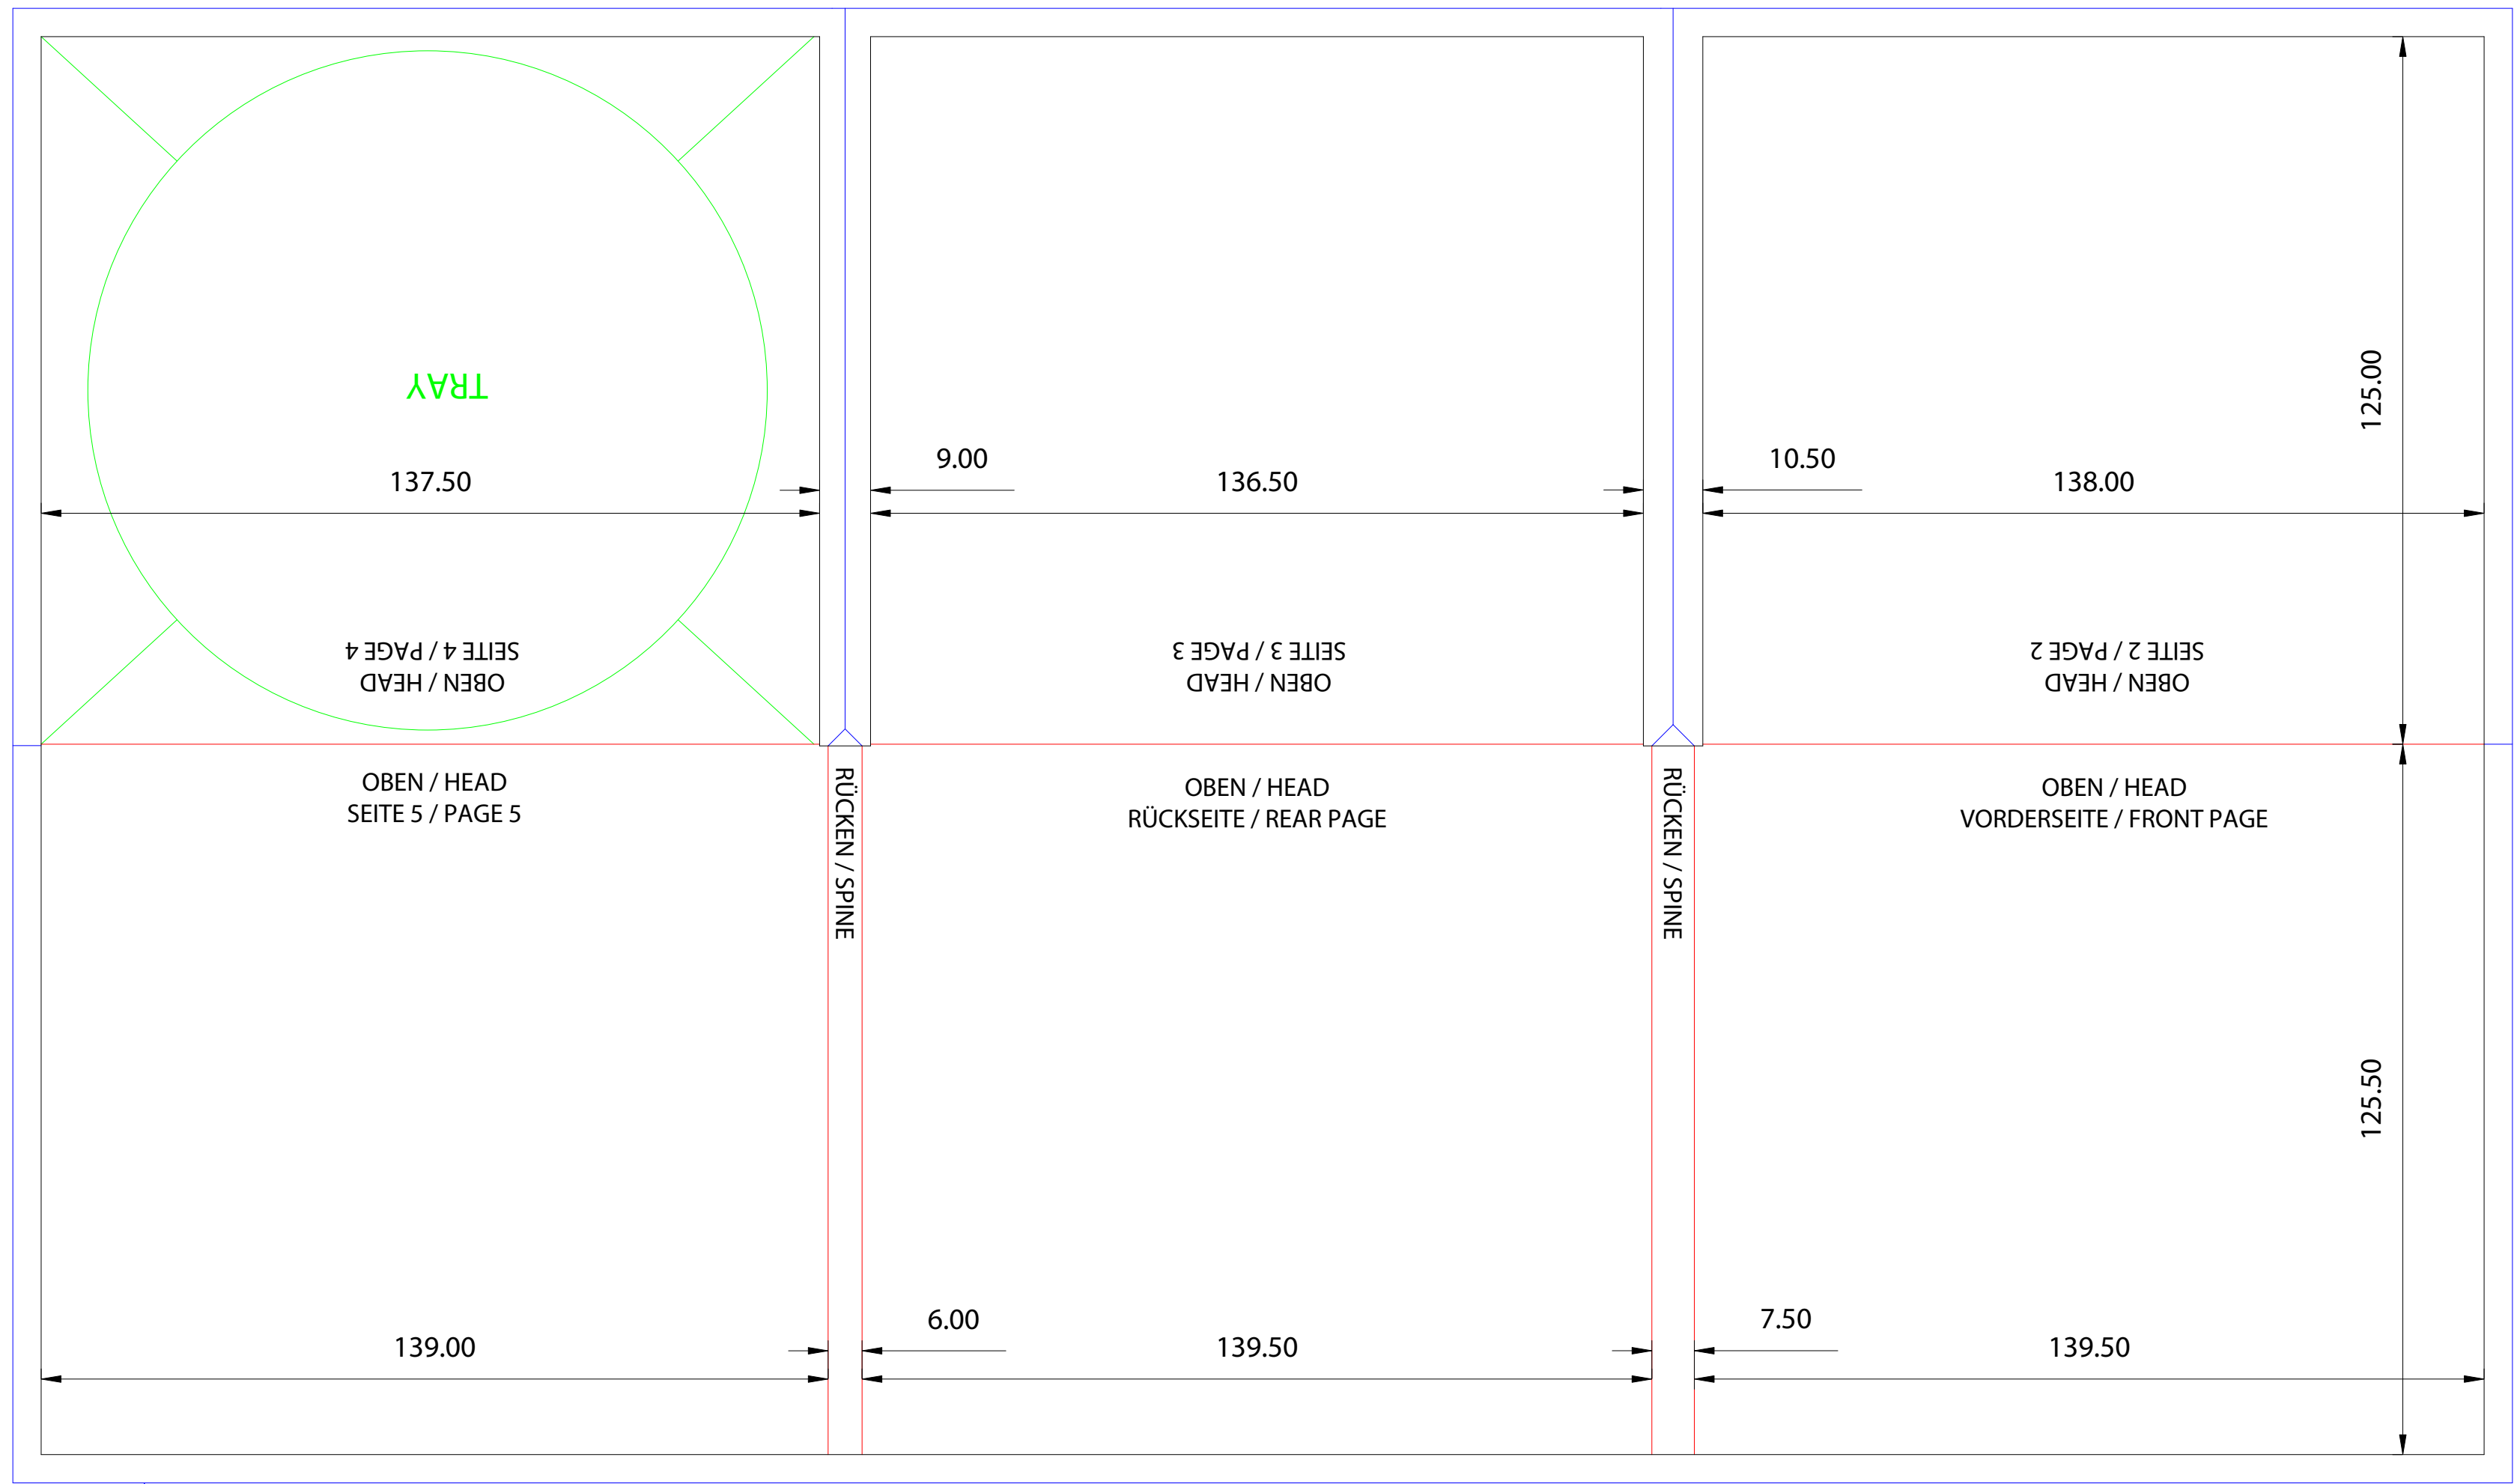 TRAY
137.50
9.00
136.50
10.50
138.00
125.00
OBEN / HEAD
SEITE 4 / PAGE 4
OBEN / HEAD
SEITE 3 / PAGE 3
OBEN / HEAD
SEITE 2 / PAGE 2
OBEN / HEAD
SEITE 5 / PAGE 5
RÜCKEN / SPINE
OBEN / HEAD
RÜCKSEITE / REAR PAGE
RÜCKEN / SPINE
OBEN / HEAD
VORDERSEITE / FRONT PAGE
125.50
139.00
6.00
139.50
7.50
139.50